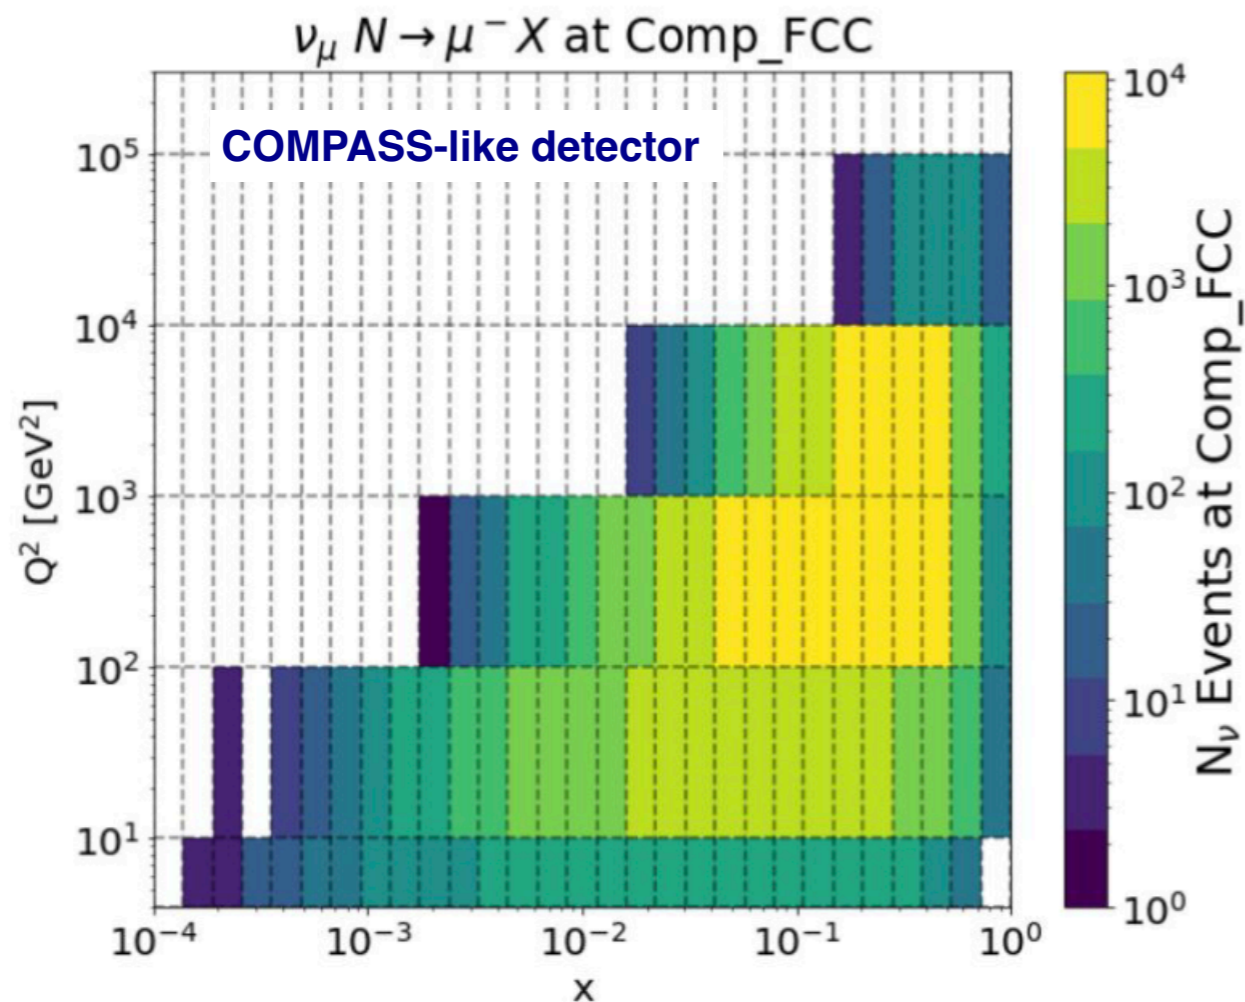 ν_μ N → μ⁻ X at Comp_FCC
COMPASS-like detector
10⁵
10⁴
10³
10²
10¹
Q² [GeV²]
10⁻⁴ 10⁻³ 10⁻² 10⁻¹ 10⁰
x
10⁴
10³
10²
10¹
10⁰
N_ν Events at Comp_FCC